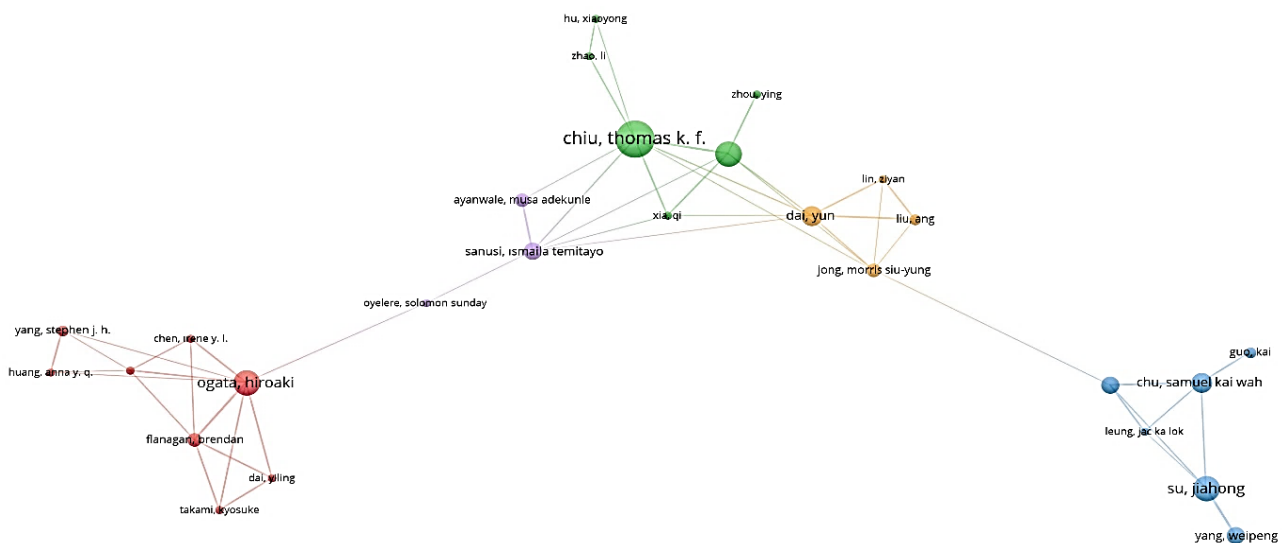 hu, xiaoyong
zhao, li
zhou, ying
chiu, thomas k. f.
lin, ziyan
ayanwale, musa adekunle
xia, qi
dai, yun
liu, ang
sanusi, ismaila temitayo
jong, morris siu-yung
oyelere, solomon sunday
yang, stephen j. h.
chen, irene y. l.
guo, kai
huang, anna y. q.
ogata, hiroaki
chu, samuel kai wah
leung, jac ka lok
flanagan, brendan
dai, yiling
su, jiahong
takami, kyosuke
yang, weipeng